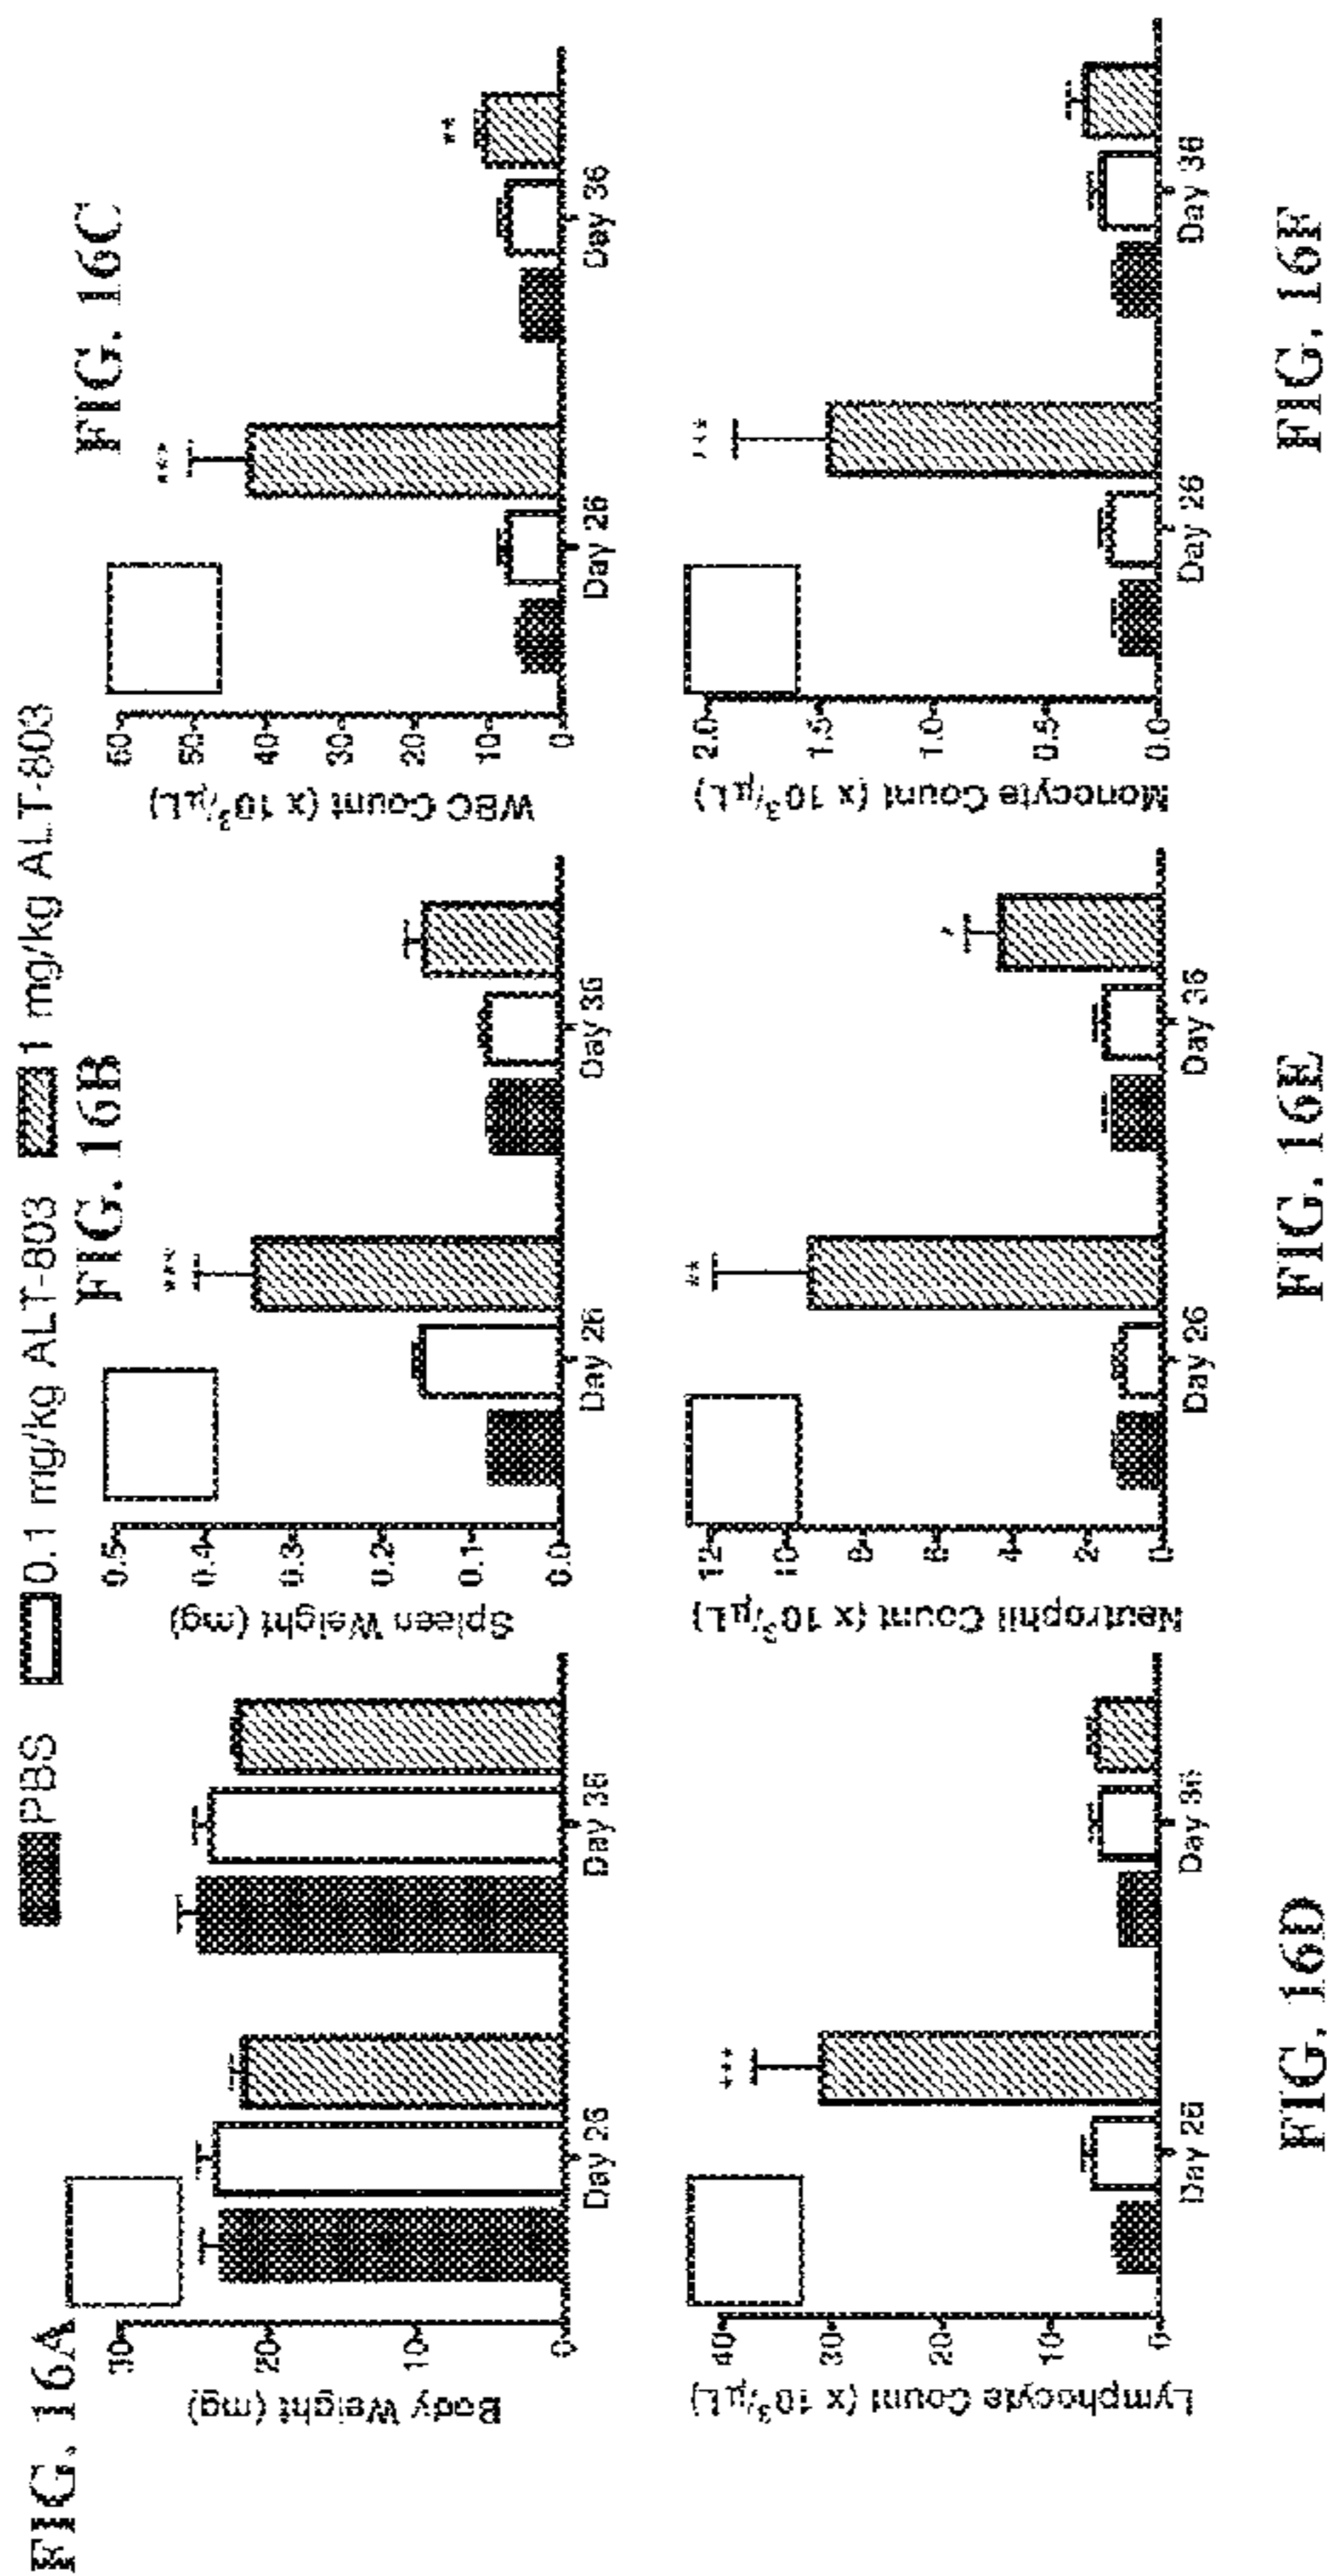 PBS 0.1 mg/kg ALT-803 1 mg/kg ALT-803
FIG. 16A
Body Weight (mg)
30
20
10
0
Day 26 Day 36
FIG. 16B
Spleen Weight (mg)
0.5
0.4
0.3
0.2
0.1
0.0
***
Day 26 Day 36
FIG. 16C
WBC Count (x 10³/µL)
60
50
40
30
20
10
0
*** **
Day 26 Day 36
Lymphocyte Count (x 10³/µL)
40
30
20
10
0
***
Day 26 Day 36
FIG. 16D
Neutrophil Count (x 10³/µL)
12
10
8
6
4
2
0
** *
Day 26 Day 36
FIG. 16E
Monocyte Count (x 10³/µL)
2.0
1.5
1.0
0.5
0.0
***
Day 26 Day 36
FIG. 16F